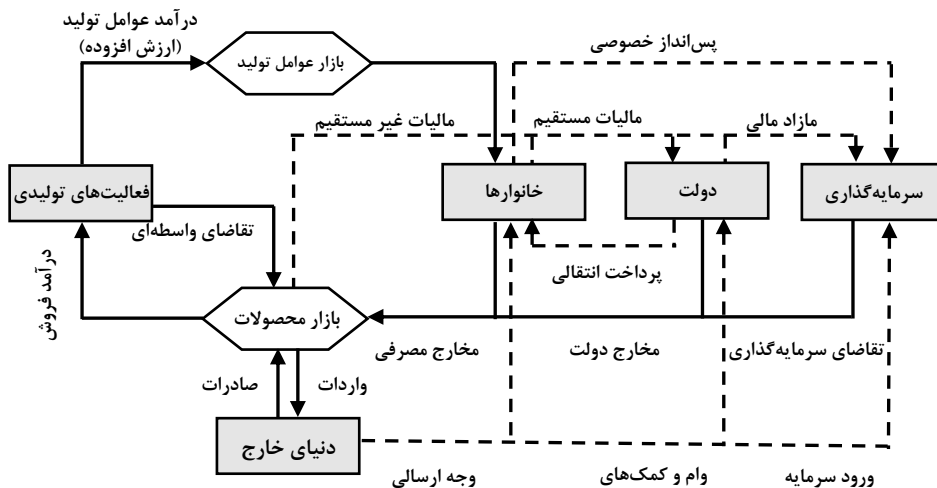 درآمد عوامل تولید
(ارزش افزوده)
بازار عوامل تولید
پس‌انداز خصوصی
مالیات غیر مستقیم
مالیات مستقیم
مازاد مالی
فعالیت‌های تولیدی
خانوارها
دولت
سرمایه‌گذاری
تقاضای واسطه‌ای
پرداخت انتقالی
درآمد فروش
بازار محصولات
مخارج مصرفی
مخارج دولت
تقاضای سرمایه‌گذاری
صادرات
واردات
دنیای خارج
وجه ارسالی
وام و کمک‌های
ورود سرمایه